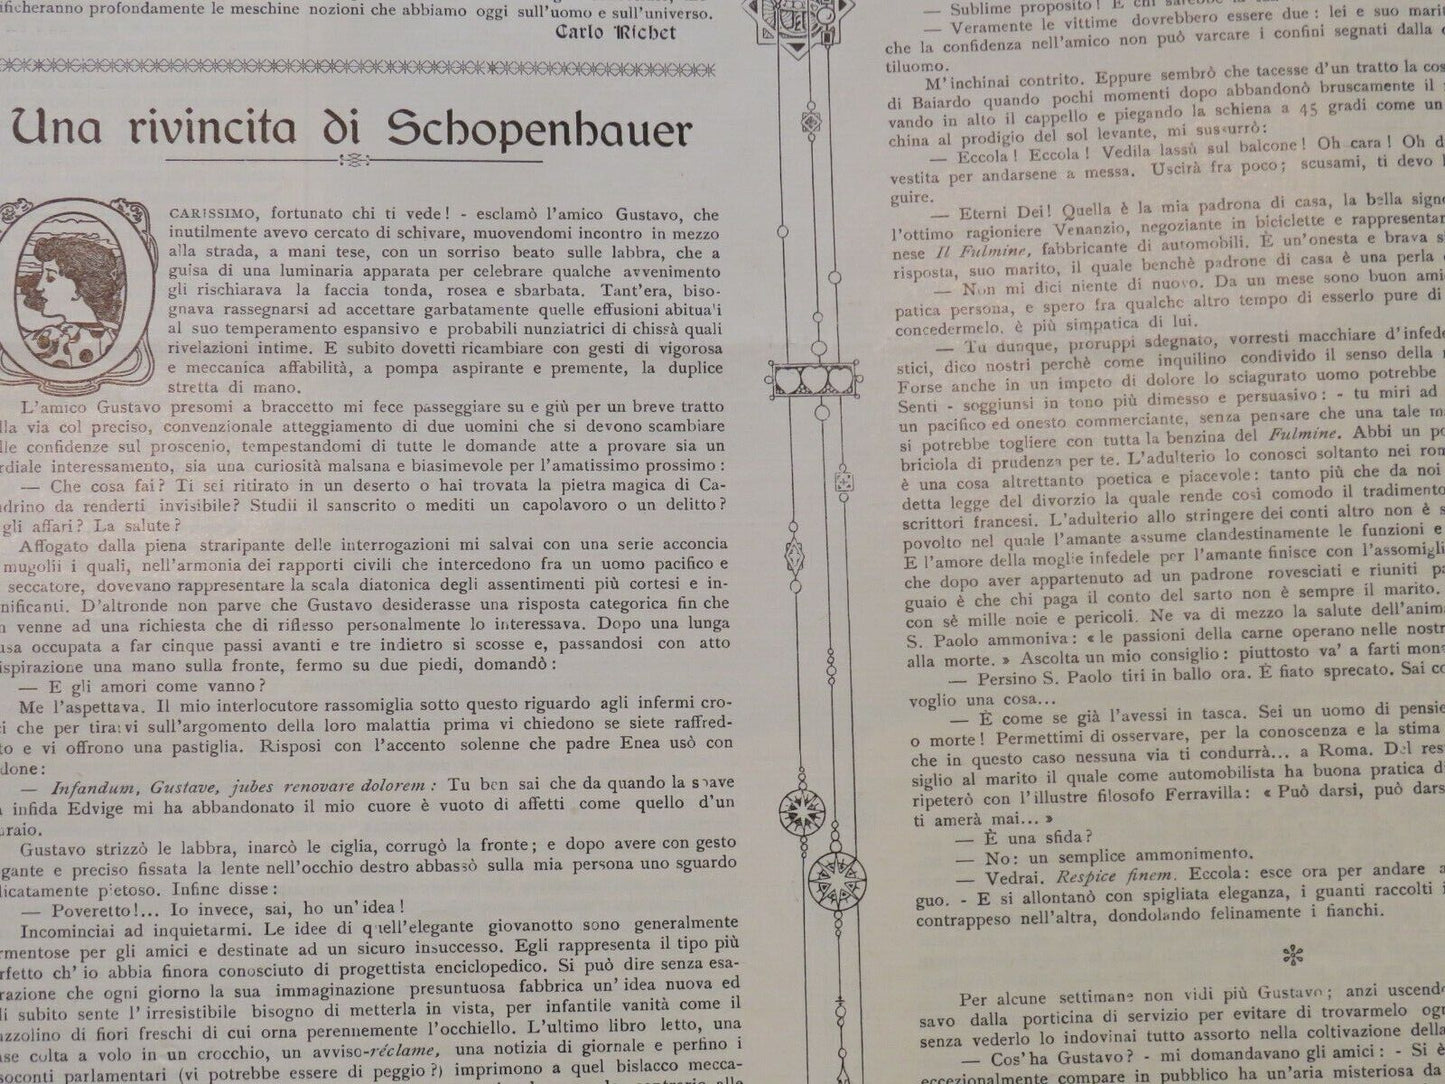 ficheranno profondamente le meschine nozioni che abbiamo oggi sull'uomo e sull'universo.
Carlo Richet
Una rivincita di Schopenhauer
CARISSIMO, fortunato chi ti vede! - esclamò l'amico Gustavo, che
inutilmente avevo cercato di schivare, muovendomi incontro in mezzo
alla strada, a mani tese, con un sorriso beato sulle labbra, che a
guisa di una luminaria apparata per celebrare qualche avvenimento
gli rischiarava la faccia tonda, rosea e sbarbata. Tant'era, biso-
gnava rassegnarsi ad accettare garbatamente quelle effusioni abituali
al suo temperamento espansivo e probabili nunziatrici di chissà quali
rivelazioni intime. E subito dovetti ricambiare con gesti di vigorosa
e meccanica affabilità, a pompa aspirante e premente, la duplice
stretta di mano.
L'amico Gustavo presomi a braccetto mi fece passeggiare su e giù per un breve tratto
lla via col preciso, convenzionale atteggiamento di due uomini che si devono scambiare
lle confidenze sul proscenio, tempestandomi di tutte le domande atte a provare sia un
rdiale interessamento, sia una curiosità malsana e biasimevole per l'amatissimo prossimo:
— Che cosa fai? Ti sei ritirato in un deserto o hai trovata la pietra magica di Ca-
ndrino da renderti invisibile? Studii il sanscrito o mediti un capolavoro o un delitto?
gli affari? La salute?
Affogato dalla piena straripante delle interrogazioni mi salvai con una serie acconcia
mugolii i quali, nell'armonia dei rapporti civili che intercedono fra un uomo pacifico e
seccatore, dovevano rappresentare la scala diatonica degli assentimenti più cortesi e in-
nificanti. D'altronde non parve che Gustavo desiderasse una risposta categorica fin che
n venne ad una richiesta che di riflesso personalmente lo interessava. Dopo una lunga
usa occupata a far cinque passi avanti e tre indietro si scosse e, passandosi con atto
ispirazione una mano sulla fronte, fermo su due piedi, domandò:
— E gli amori come vanno?
Me l'aspettava. Il mio interlocutore rassomiglia sotto questo riguardo agli infermi cro-
i che per tirarvi sull'argomento della loro malattia prima vi chiedono se siete raffred-
to e vi offrono una pastiglia. Risposi con l'accento solenne che padre Enea usò con
done:
— Infandum, Gustave, jubes renovare dolorem: Tu ben sai che da quando la soave
infida Edvige mi ha abbandonato il mio cuore è vuoto di affetti come quello d'un
uraio.
Gustavo strizzò le labbra, inarcò le ciglia, corrugò la fronte; e dopo avere con gesto
gante e preciso fissata la lente nell'occhio destro abbassò sulla mia persona uno sguardo
licatamente pietoso. Infine disse:
— Poveretto!... Io invece, sai, ho un'idea!
Incominciai ad inquietarmi. Le idee di quell'elegante giovanotto sono generalmente
rmentose per gli amici e destinate ad un sicuro insuccesso. Egli rappresenta il tipo più
rfetto ch'io abbia finora conosciuto di progettista enciclopedico. Si può dire senza esa-
razione che ogni giorno la sua immaginazione presuntuosa fabbrica un'idea nuova ed
li subito sente l'irresistibile bisogno di metterla in vista, per infantile vanità come il
azzolino di fiori freschi di cui orna perennemente l'occhiello. L'ultimo libro letto, una
ase colta a volo in un crocchio, un avviso-réclame, una notizia di giornale e perfino i
soconti parlamentari (vi potrebbe essere di peggio?) imprimono a quel bislacco mecca-
— Sublime proposito!
— Veramente le vittime dovrebbero essere due: lei e suo mari
che la confidenza nell'amico non può varcare i confini segnati dalla
tiluomo.
M'inchinai contrito. Eppure sembrò che tacesse d'un tratto la cos
di Baiardo quando pochi momenti dopo abbandonò bruscamente il
vando in alto il cappello e piegando la schiena a 45 gradi come un
china al prodigio del sol levante, mi sussurrò:
— Eccola! Eccola! Vedila lassù sul balcone! Oh cara! Oh d
vestita per andarsene a messa. Uscirà fra poco; scusami, ti devo
guire.
— Eterni Dei! Quella è la mia padrona di casa, la bella sign
l'ottimo ragioniere Venanzio, negoziante in biciclette e rappresentan
nese Il Fulmine, fabbricante di automobili. È un'onesta e brava s
risposta, suo marito, il quale benchè padrone di casa è una perla
— Non mi dici niente di nuovo. Da un mese sono buon ami
patica persona, e spero fra qualche altro tempo di esserlo pure di
concedermelo, è più simpatica di lui.
— Tu dunque, proruppi sdegnato, vorresti macchiare d'infede
stici, dico nostri perchè come inquilino condivido il senso della
Forse anche in un impeto di dolore lo sciagurato uomo potrebbe
Senti - soggiunsi in tono più dimesso e persuasivo: - tu miri ad
un pacifico ed onesto commerciante, senza pensare che una tale m
si potrebbe togliere con tutta la benzina del Fulmine. Abbi un po
briciola di prudenza per te. L'adulterio lo conosci soltanto nei rom
è una cosa altrettanto poetica e piacevole: tanto più che da noi
detta legge del divorzio la quale rende così comodo il tradimento
scrittori francesi. L'adulterio allo stringere dei conti altro non è s
povolto nel quale l'amante assume clandestinamente le funzioni e
E l'amore della moglie infedele per l'amante finisce con l'assomigli
che dopo aver appartenuto ad un padrone rovesciati e riuniti pa
guaio è che chi paga il conto del sarto non è sempre il marito.
con sè mille noie e pericoli. Ne va di mezzo la salute dell'anim
S. Paolo ammoniva: « le passioni della carne operano nelle nostr
alla morte. » Ascolta un mio consiglio: piuttosto va' a farti mon
— Persino S. Paolo tiri in ballo ora. È fiato sprecato. Sai co
voglio una cosa...
— È come se già l'avessi in tasca. Sei un uomo di pensie
o morte! Permettimi di osservare, per la conoscenza e la stima
che in questo caso nessuna via ti condurrà... a Roma. Del res
siglio al marito il quale come automobilista ha buona pratica d
ripeterò con l'illustre filosofo Ferravilla: « Può darsi, può dars
ti amerà mai... »
— È una sfida?
— No: un semplice ammonimento.
— Vedrai. Respice finem. Eccola: esce ora per andare a
guo. - E si allontanò con spigliata eleganza, i guanti raccolti i
contrappeso nell'altra, dondolando felinamente i fianchi.
Per alcune settimane non vidi più Gustavo; anzi uscendo
savo dalla porticina di servizio per evitare di trovarmelo ogn
senza vederlo lo indovinai tutto assorto nella coltivazione della
— Cos'ha Gustavo? - mi domandavano gli amici: - Si è
eccezionalmente compare in pubblico ha un'aria misteriosa da